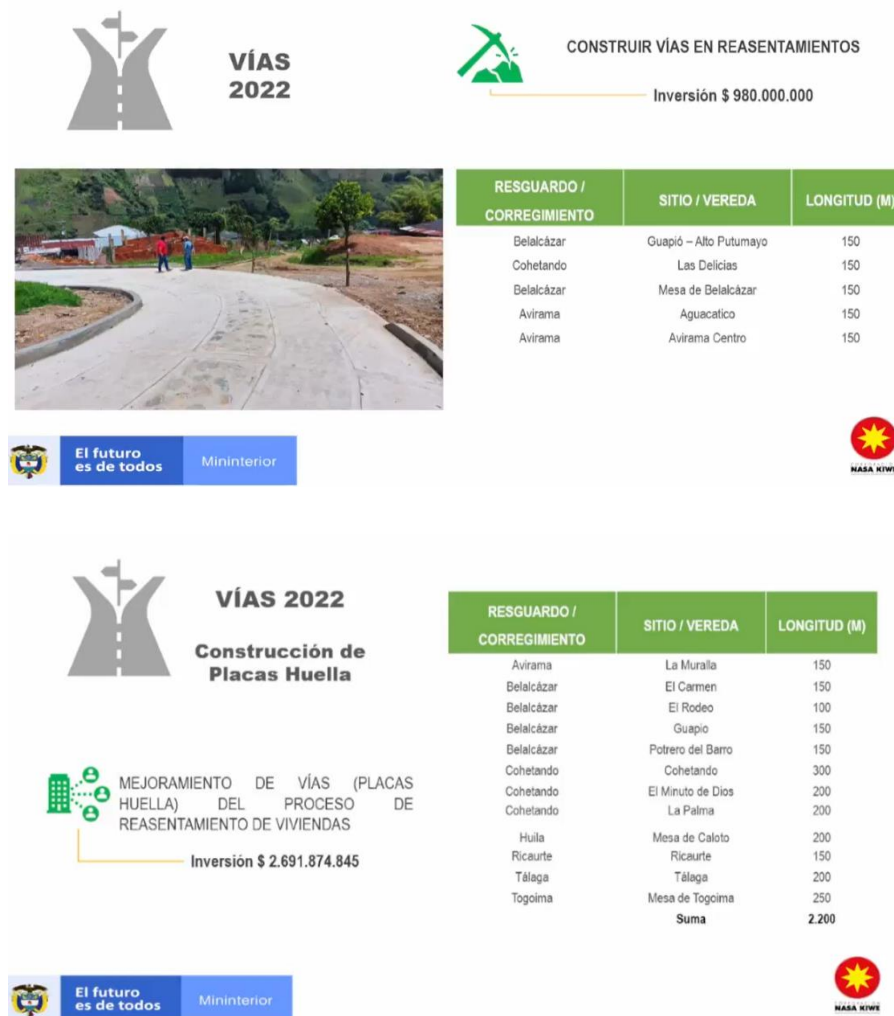 VÍAS
2022
CONSTRUIR VÍAS EN REASENTAMIENTOS
Inversión $ 980.000.000
RESGUARDO / CORREGIMIENTO SITIO / VEREDA LONGITUD (M)
Belalcázar Guapió – Alto Putumayo 150
Cohetando Las Delicias 150
Belalcázar Mesa de Belalcázar 150
Avirama Aguacatico 150
Avirama Avirama Centro 150
El futuro
es de todos
Mininterior
NASA KIWE
VÍAS 2022
Construcción de
Placas Huella
MEJORAMIENTO DE VÍAS (PLACAS
HUELLA) DEL PROCESO DE
REASENTAMIENTO DE VIVIENDAS
Inversión $ 2.691.874.845
RESGUARDO / CORREGIMIENTO SITIO / VEREDA LONGITUD (M)
Avirama La Muralla 150
Belalcázar El Carmen 150
Belalcázar El Rodeo 100
Belalcázar Guapio 150
Belalcázar Potrero del Barro 150
Cohetando Cohetando 300
Cohetando El Minuto de Dios 200
Cohetando La Palma 200
Huila Mesa de Caloto 200
Ricaurte Ricaurte 150
Tálaga Tálaga 200
Togoima Mesa de Togoima 250
Suma 2.200
El futuro
es de todos
Mininterior
NASA KIWE